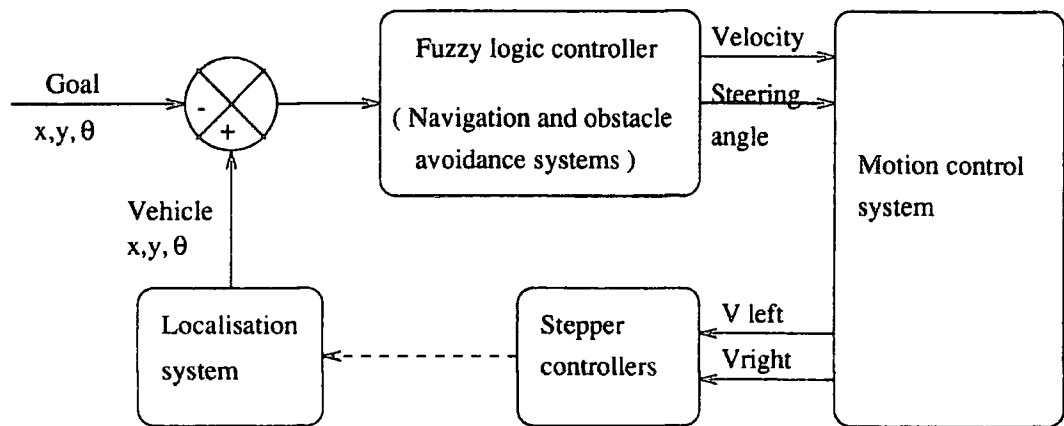 Goal
x,y, θ
-
+
Vehicle
x,y, θ
Fuzzy logic controller
( Navigation and obstacle
avoidance systems )
Velocity
Steering
angle
Motion control
system
V left
Vright
Stepper
controllers
Localisation
system